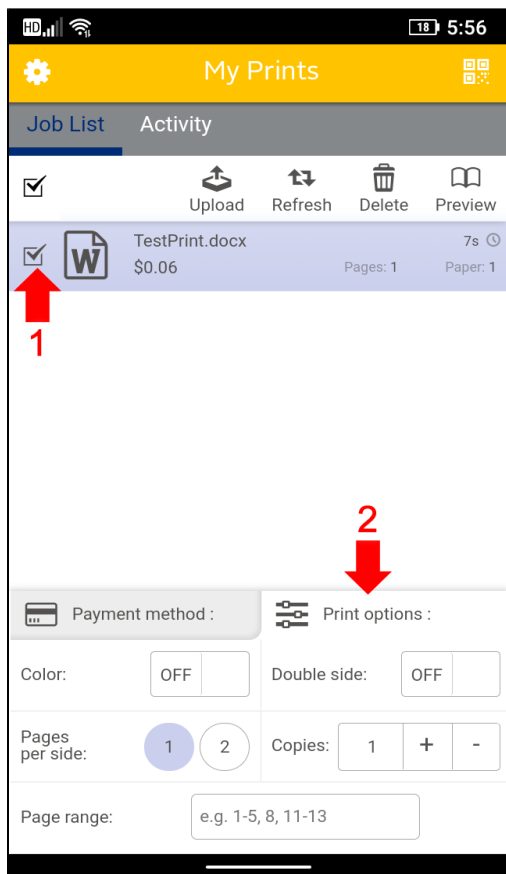 HD 18 5:56
My Prints
Job List Activity
Upload Refresh Delete Preview
W TestPrint.docx 7s
$0.06 Pages: 1 Paper: 1
1
2
Payment method : Print options :
Color: OFF Double side: OFF
Pages
per side: 1 2 Copies: 1 + -
Page range: e.g. 1-5, 8, 11-13